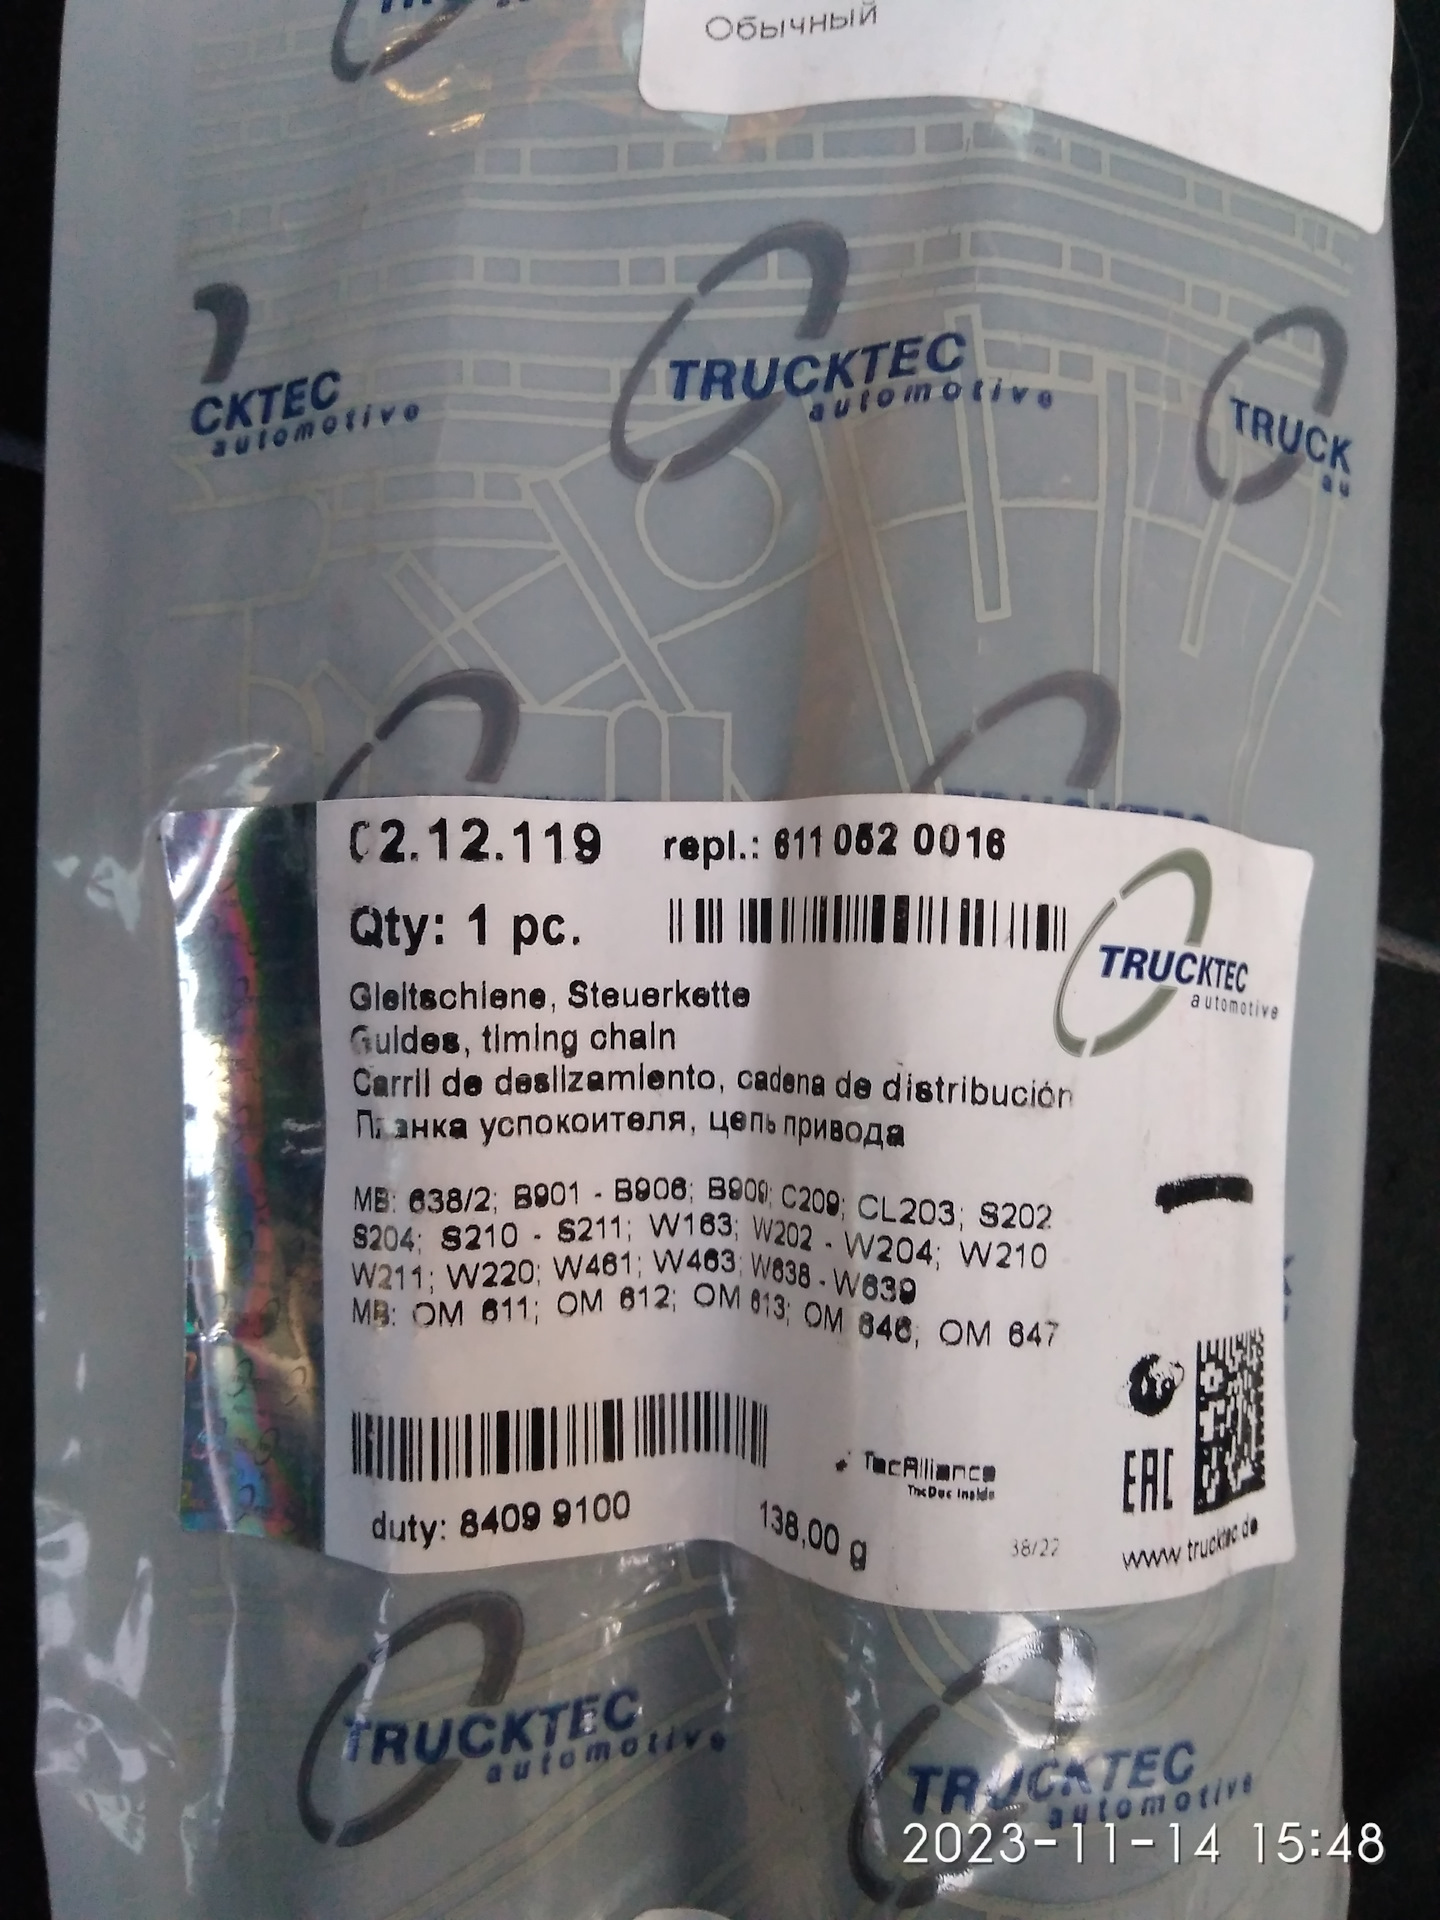 Обычный
CKTEC
automotive
TRUCKTEC
automotive
TRUCK
au
02.12.119 repl.: 611 052 0016
Qty: 1 pc.
TRUCKTEC
automotive
Gleitschiene, Steuerkette
Guides, timing chain
Carril de deslizamiento, cadena de distribución
Планка успокоителя, цепь привода
MB: 638/2; B901 - B906; B909; C209; CL203; S202
S204; S210 - S211; W163; W202 - W204; W210
W211; W220; W461; W463; W638 - W639
MB: OM 611; OM 612; OM 613; OM 646; OM 647
TecAlliance
TecDoc Inside
EAC
duty: 8409 9100 138,00 g 38/22 www.trucktec.de
TRUCKTEC
automotive
TRUCKTEC
automotive
2023-11-14 15:48